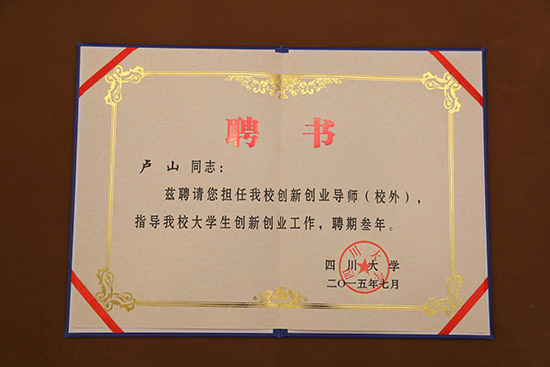 聘书
卢山 同志：
兹聘请您担任我校创新创业导师（校外），
指导我校大学生创新创业工作，聘期叁年。
四川大学
二〇一五年七月